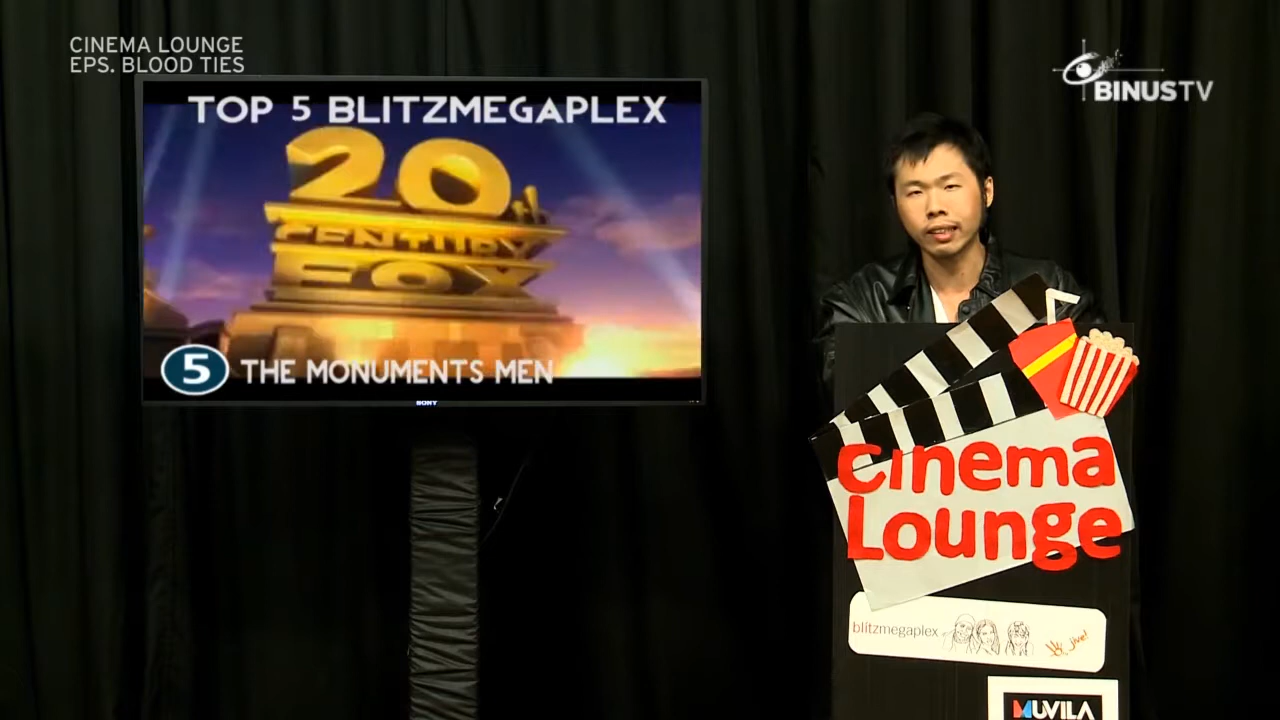 CINEMA LOUNGE
EPS. BLOOD TIES
BINUSTV
TOP 5 BLITZMEGAPLEX
20th
CENTURY
FOX
5 THE MONUMENTS MEN
SONY
cinema
Lounge
blitzmegaplex
jive!
MUVILA